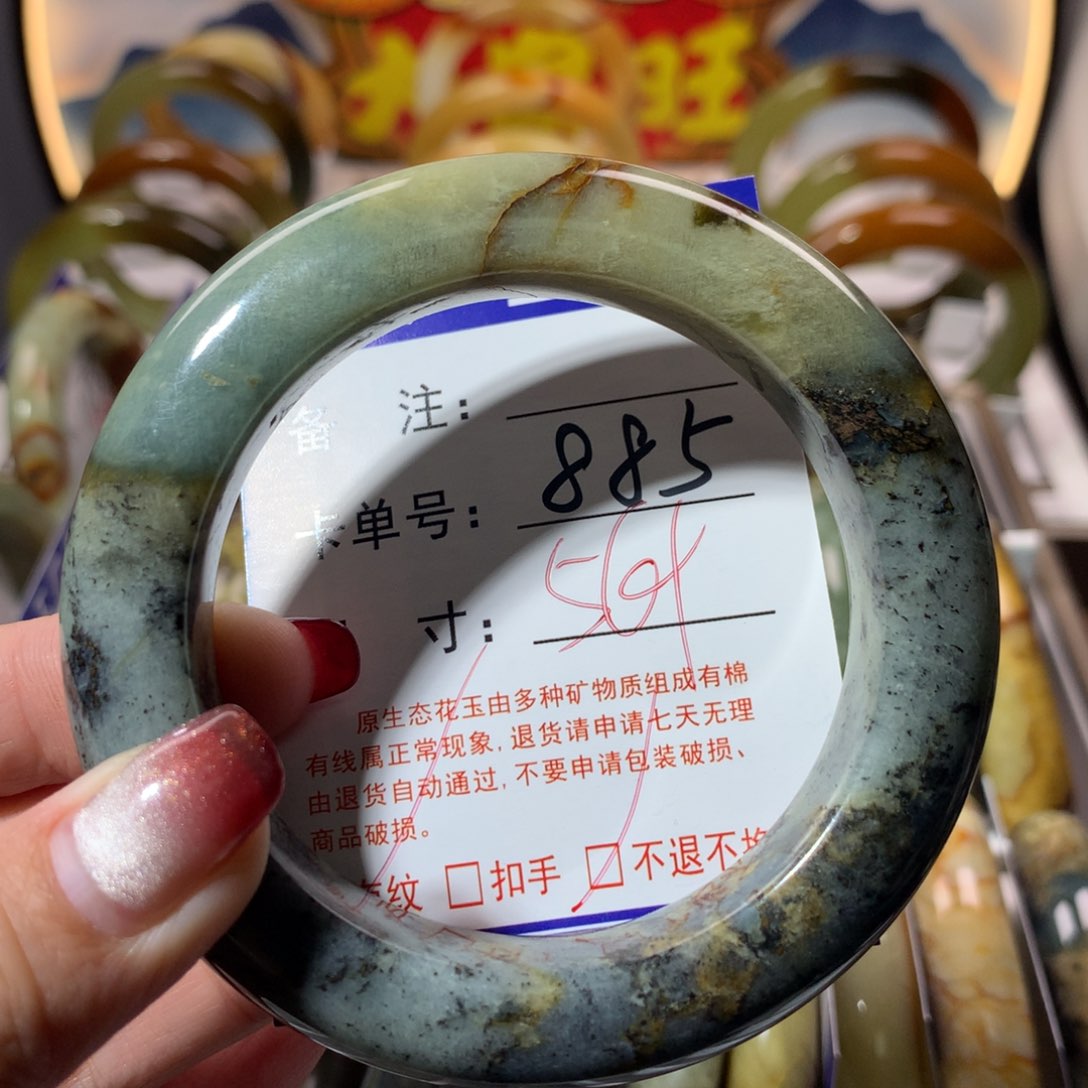 旺
备 注：
885
卡单号：
561
寸：
原生态花玉由多种矿物质组成有棉
有线属正常现象，退货请申请七天无理
由退货自动通过，不要申请包装破损、
商品破损。
纹 □扣手 □不退不换